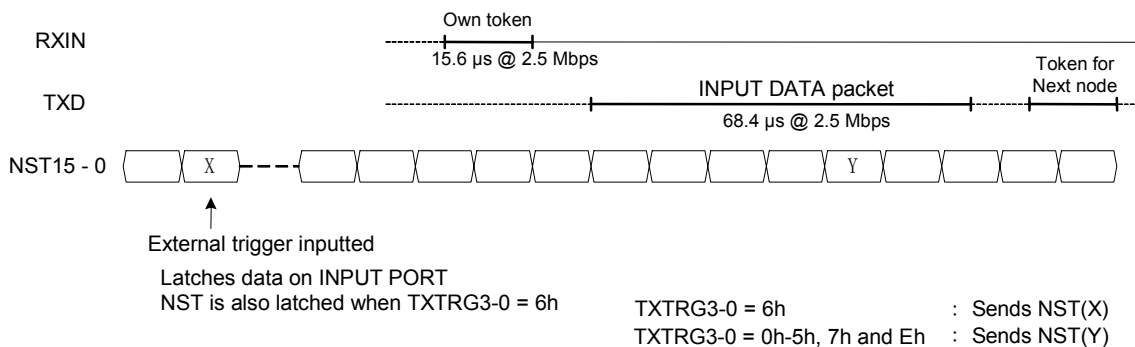 Own token
RXIN
15.6 µs @ 2.5 Mbps
Token for
Next node
INPUT DATA packet
TXD
68.4 µs @ 2.5 Mbps
NST15 - 0
X
Y
External trigger inputted
Latches data on INPUT PORT
NST is also latched when TXTRG3-0 = 6h
TXTRG3-0 = 6h : Sends NST(X)
TXTRG3-0 = 0h-5h, 7h and Eh : Sends NST(Y)